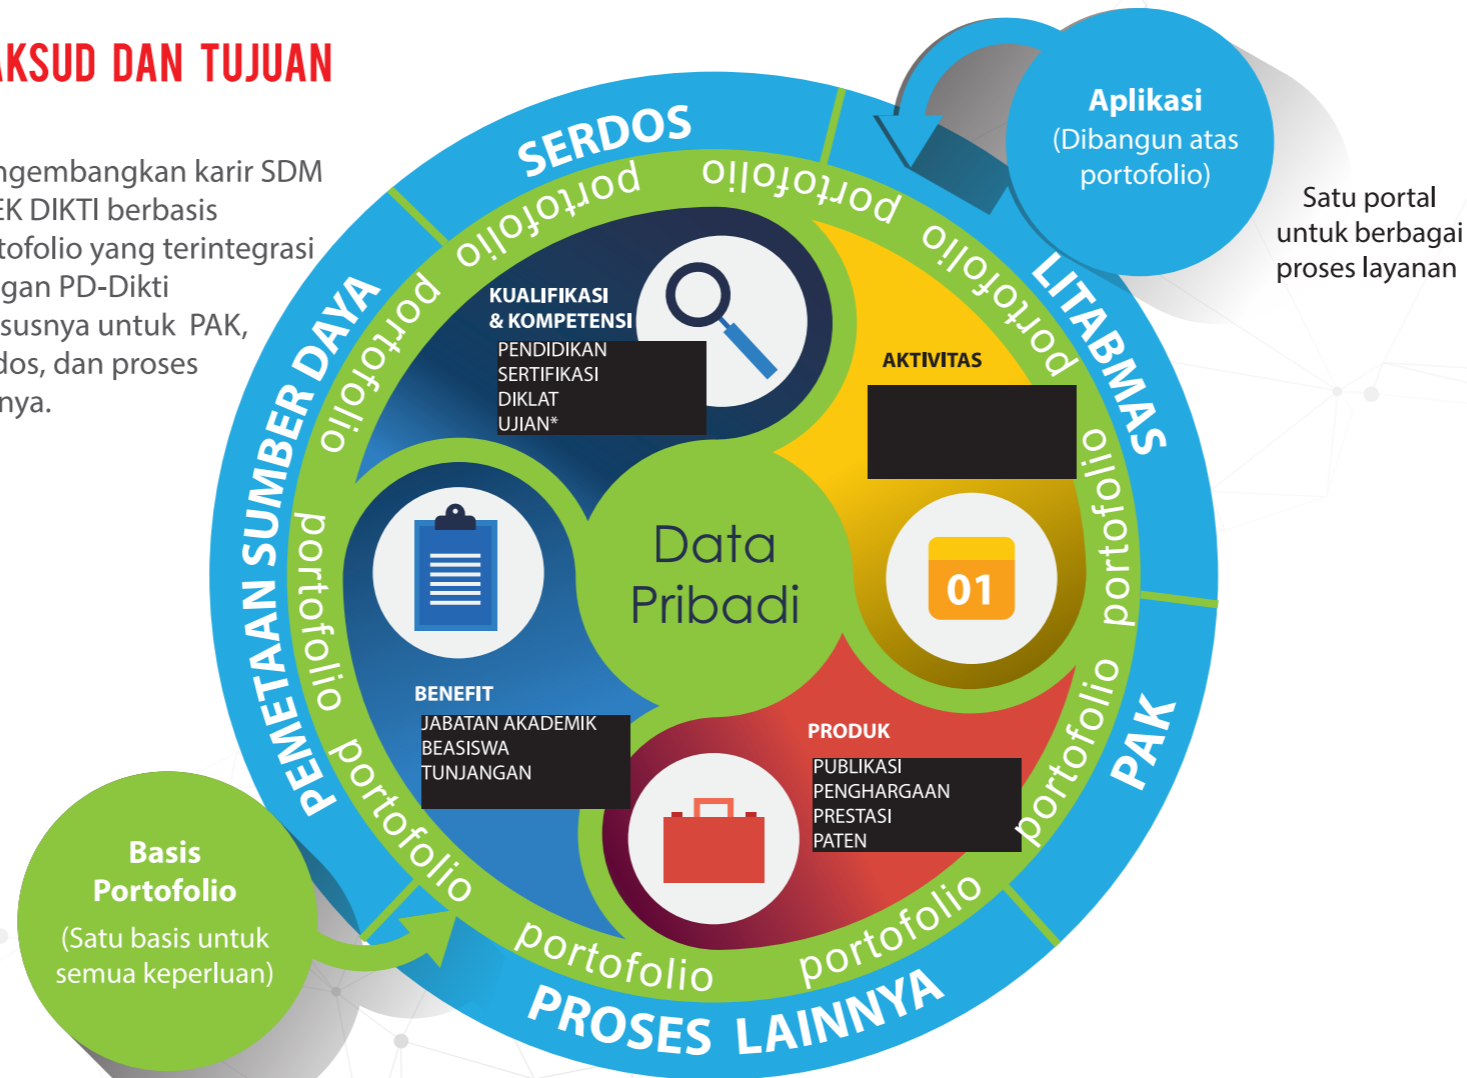 AKSUD DAN TUJUAN
ngembangkan karir SDM
EK DIKTI berbasis
tofolio yang terintegrasi
gan PD-Dikti
susnya untuk PAK,
dos, dan proses
nya.
Aplikasi
(Dibangun atas
portofolio)
Satu portal
untuk berbagai
proses layanan
SERDOS
LITABMAS
PAK
PROSES LAINNYA
PEMETAAN SUMBER DAYA
portofolio
portofolio
portofolio
portofolio
portofolio
portofolio
portofolio
portofolio
portofolio
portofolio
portofolio
KUALIFIKASI
& KOMPETENSI
PENDIDIKAN
SERTIFIKASI
DIKLAT
UJIAN*
AKTIVITAS
01
Data
Pribadi
BENEFIT
JABATAN AKADEMIK
BEASISWA
TUNJANGAN
PRODUK
PUBLIKASI
PENGHARGAAN
PRESTASI
PATEN
Basis
Portofolio
(Satu basis untuk
semua keperluan)